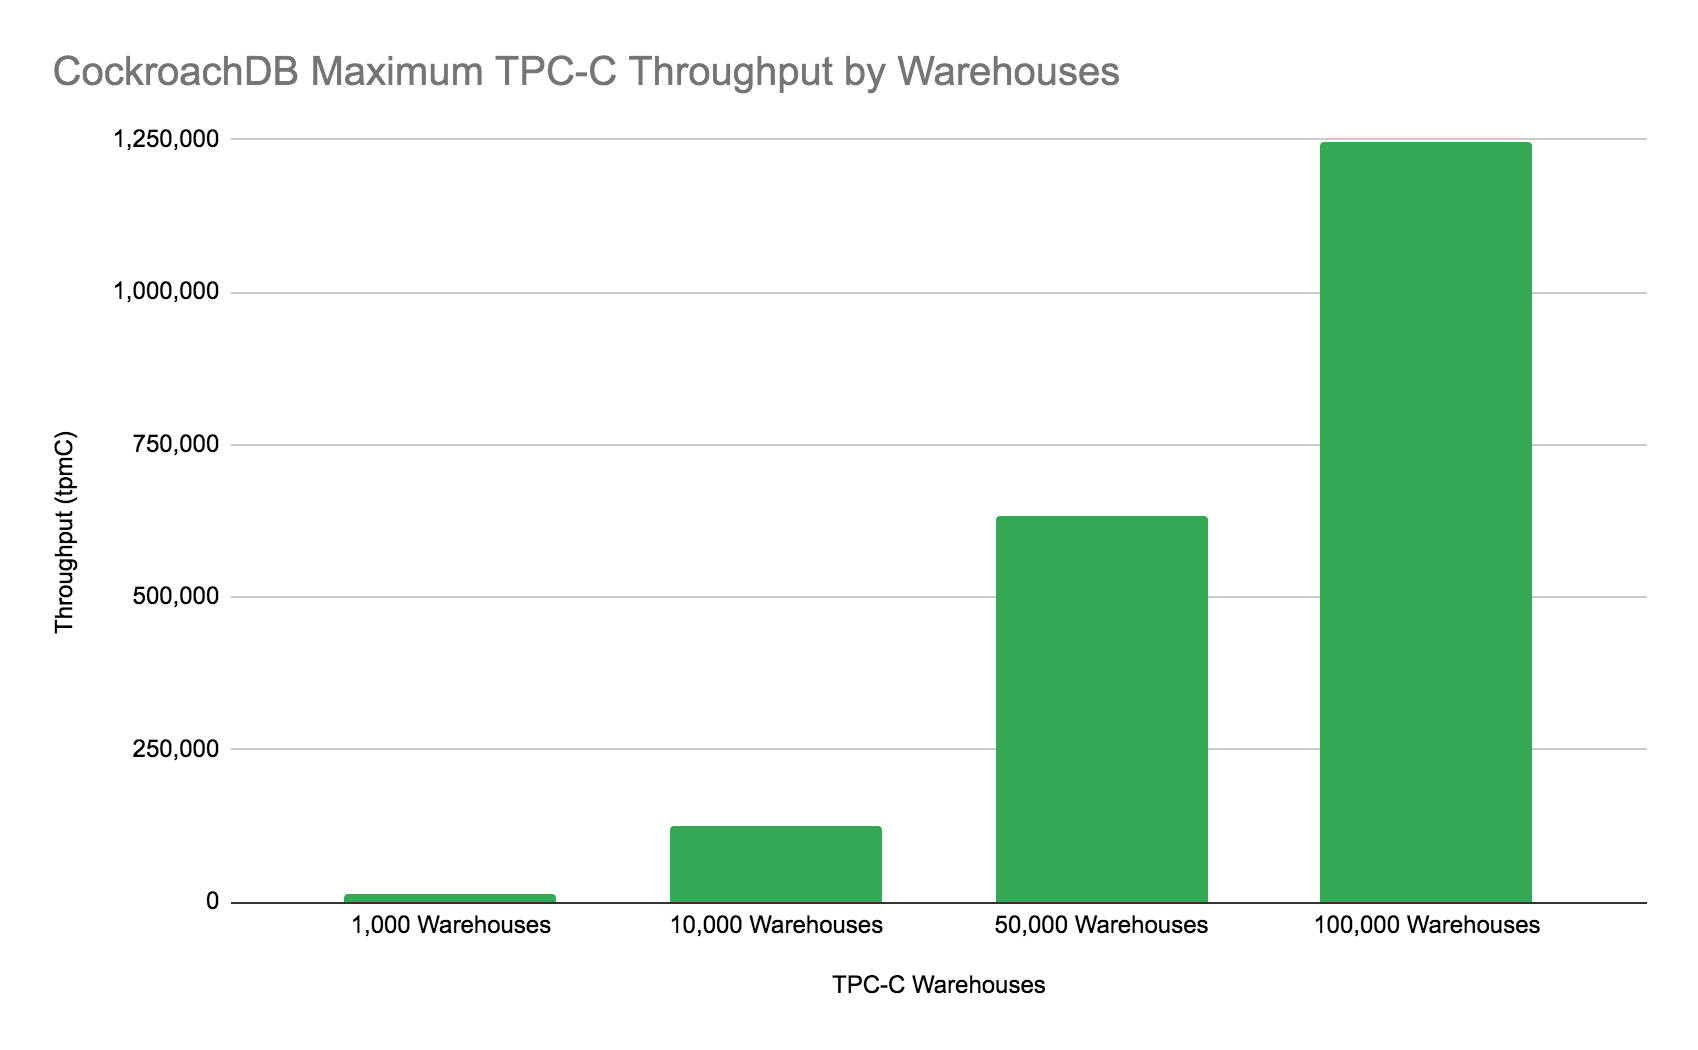 CockroachDB Maximum TPC-C Throughput by Warehouses
1,250,000
1,000,000
750,000
500,000
250,000
0
Throughput (tpmC)
1,000 Warehouses
10,000 Warehouses
50,000 Warehouses
100,000 Warehouses
TPC-C Warehouses